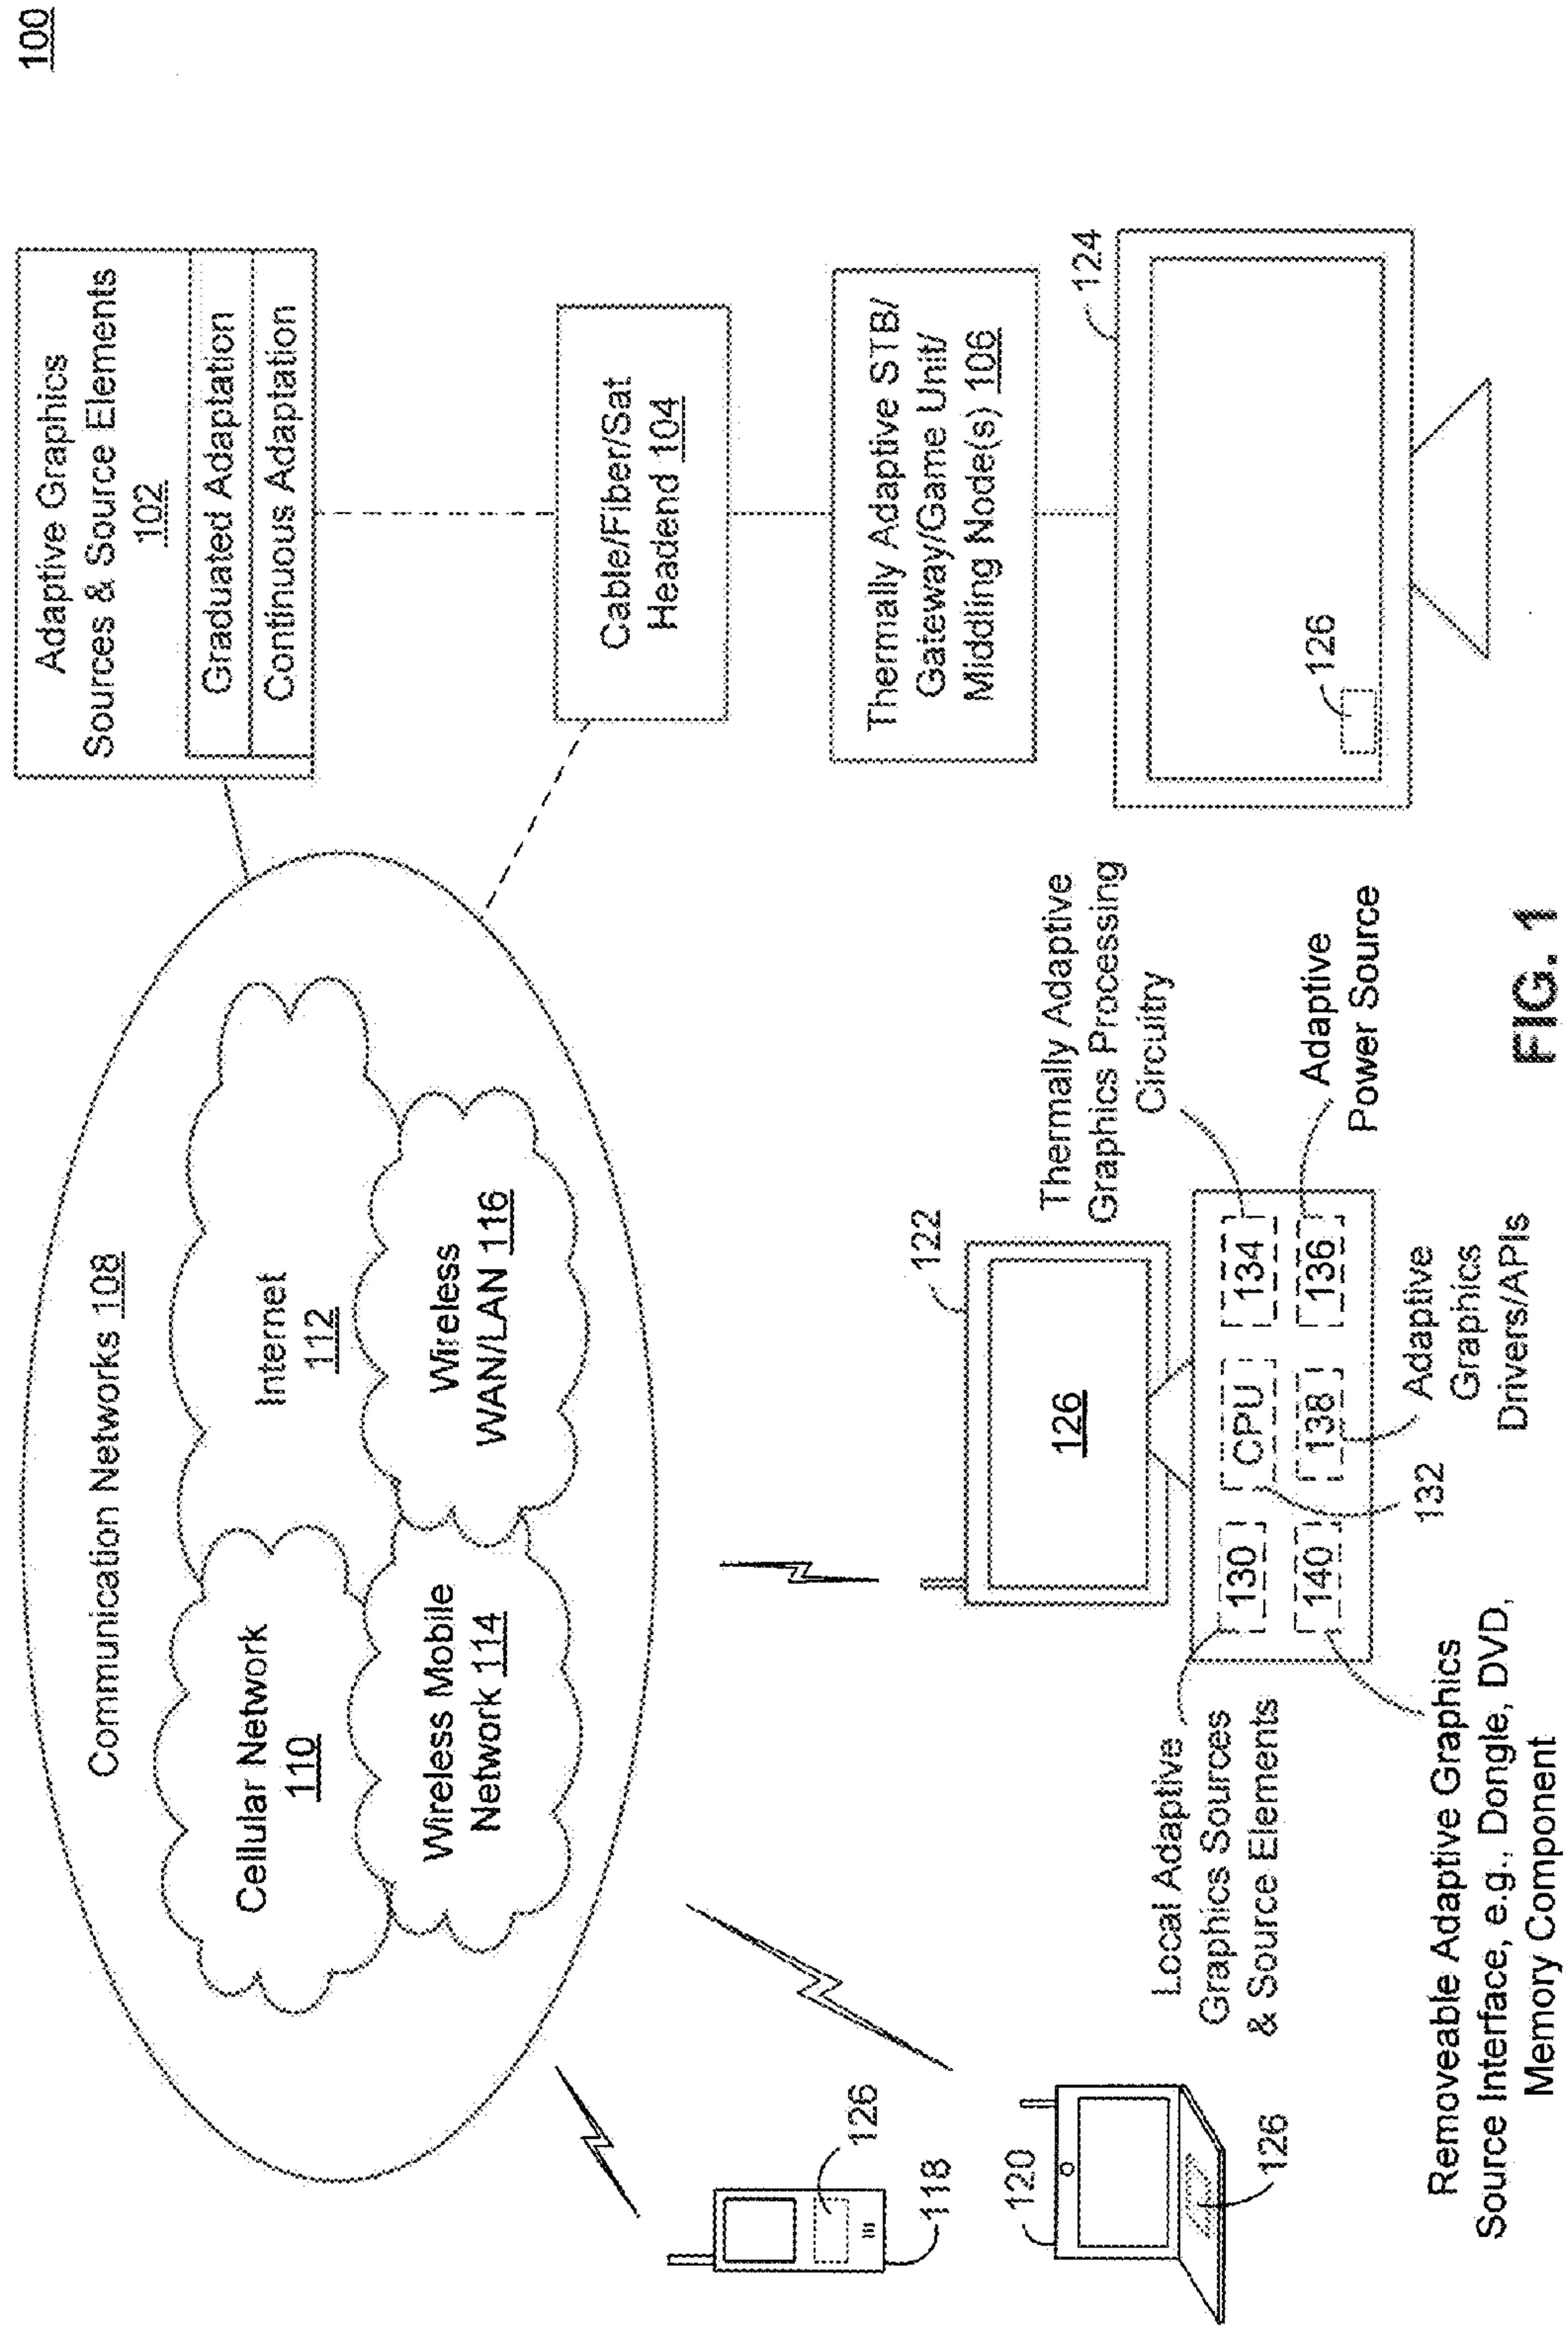 100
Communication Networks 108
Cellular Network
110
Internet
112
Wireless Mobile
Network 114
Wireless
WAN/LAN 116
Adaptive Graphics
Sources & Source Elements
102
Graduated Adaptation
Continuous Adaptation
Cable/Fiber/Sat
Headend 104
Thermally Adaptive STB/
Gateway/Game Unit/
Middling Node(s) 106
124
126
118
126
120
126
122
126
130
CPU
134
140
138
136
132
Local Adaptive
Graphics Sources
& Source Elements
Thermally Adaptive
Graphics Processing
Circuitry
Adaptive
Power Source
Adaptive
Graphics
Drivers/APIs
Removeable Adaptive Graphics
Source Interface, e.g., Dongle, DVD,
Memory Component
FIG. 1